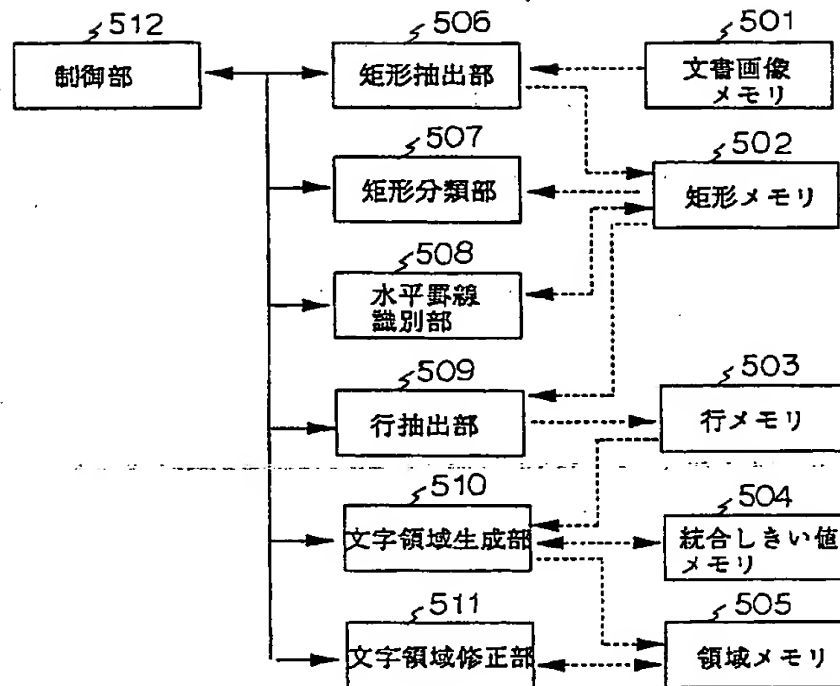 512
制御部
506
矩形抽出部
501
文書画像
メモリ
507
矩形分類部
502
矩形メモリ
508
水平罫線
識別部
509
行抽出部
503
行メモリ
510
文字領域生成部
504
統合しきい値
メモリ
511
文字領域修正部
505
領域メモリ